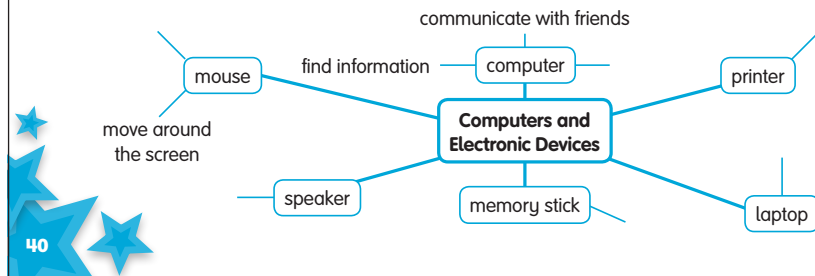 communicate with friends
find information
computer
mouse
printer
Computers and
Electronic Devices
move around
the screen
speaker
memory stick
laptop
40